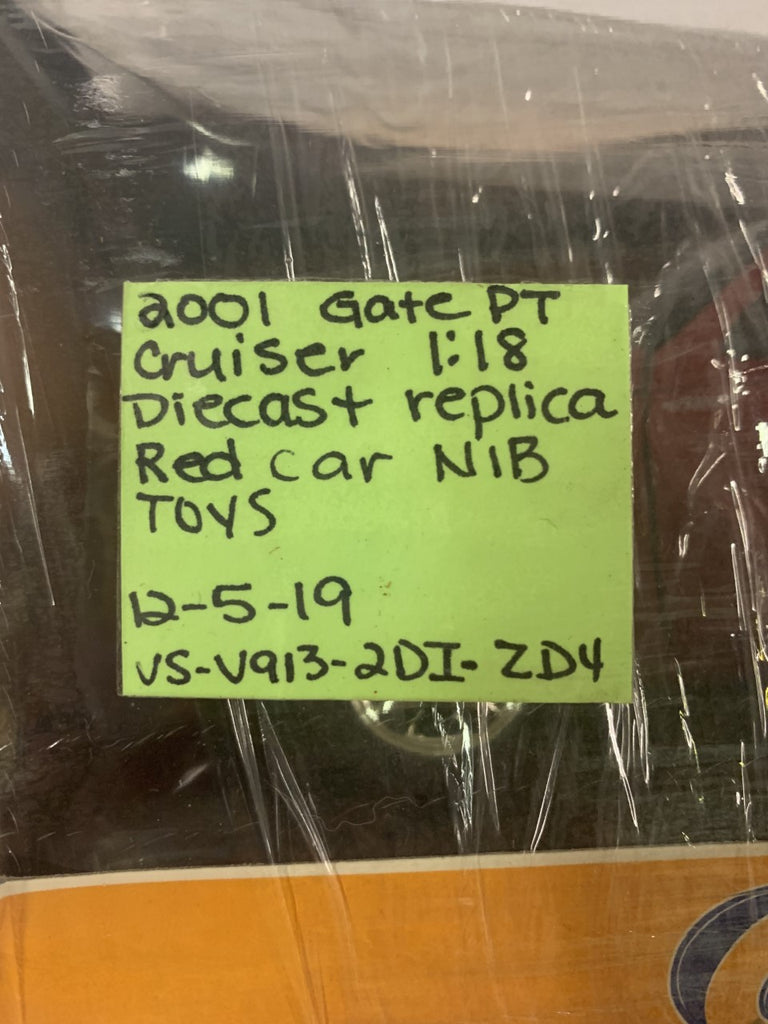 2001 Gate PT
Cruiser 1:18
Diecast replica
Red car NIB
TOYS
12-5-19
VS-V913-2DI-ZD4